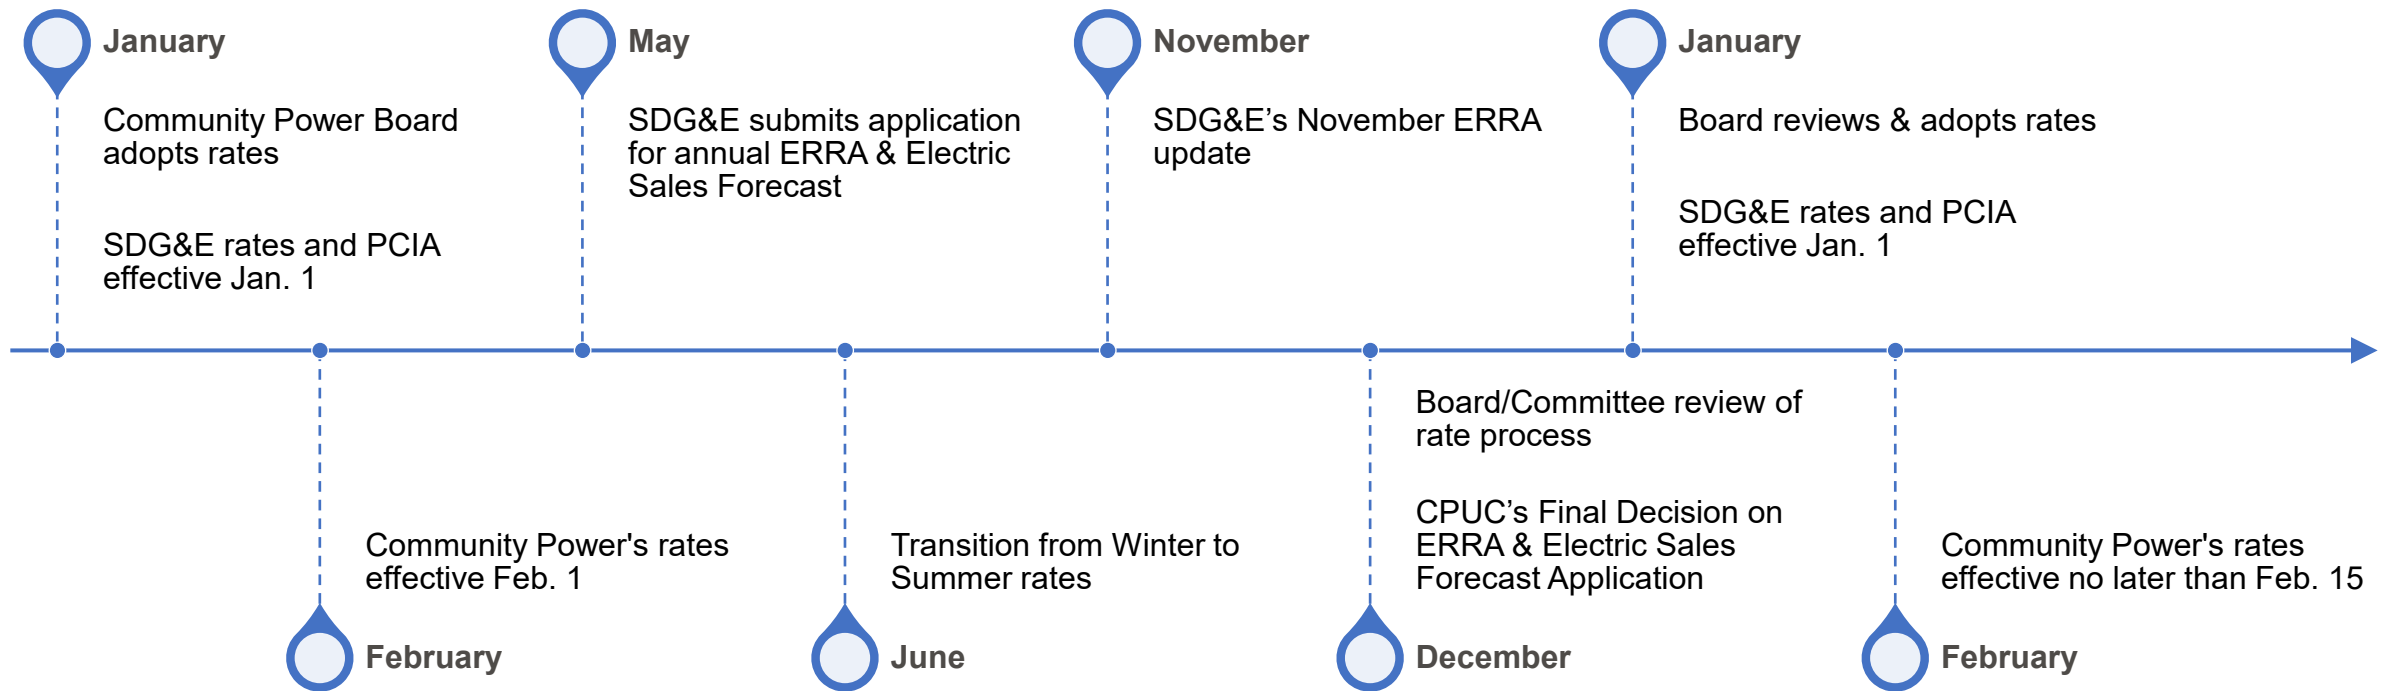 January
Community Power Board
adopts rates
SDG&E rates and PCIA
effective Jan. 1
May
SDG&E submits application
for annual ERRA & Electric
Sales Forecast
November
SDG&E’s November ERRA
update
January
Board reviews & adopts rates
SDG&E rates and PCIA
effective Jan. 1
Community Power's rates
effective Feb. 1
February
Transition from Winter to
Summer rates
June
Board/Committee review of
rate process
CPUC’s Final Decision on
ERRA & Electric Sales
Forecast Application
December
Community Power's rates
effective no later than Feb. 15
February